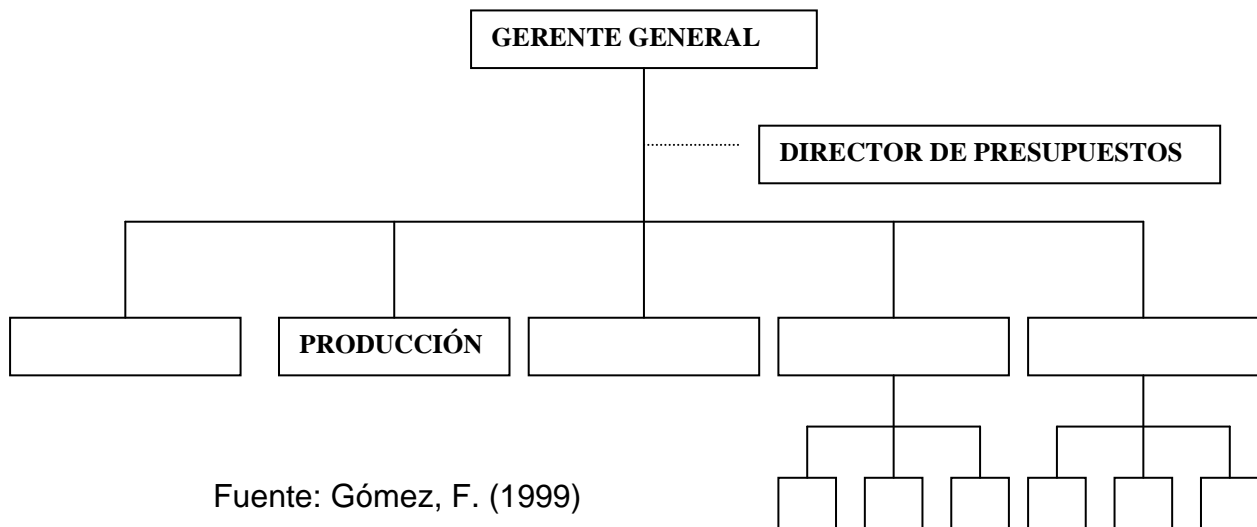 GERENTE GENERAL
DIRECTOR DE PRESUPUESTOS
PRODUCCIÓN
Fuente: Gómez, F. (1999)